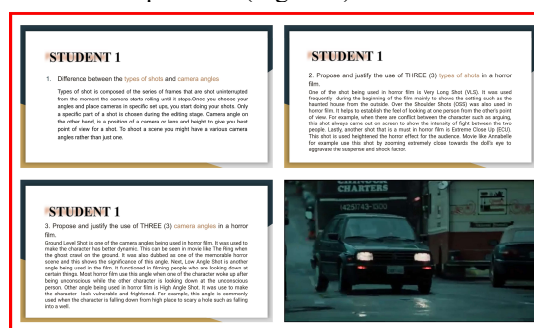 STUDENT 1
1. Difference between the types of shots and camera angles
Types of shot is composed of the series of frames that are shot uninterrupted
from the moment the camera starts rolling until it stops.Once you choose your
angles and place cameras in specific set ups, you start doing your shots. Only
a specific part of a shot is chosen during the editing stage. Camera angle on
the other hand, is a position of a camera or lens and height to give you best
point of view for a shot. To shoot a scene you might have a various camera
angles rather than just one.
STUDENT 1
2. Propose and justify the use of THREE (3) types of shots in a horror
film.
One of the shot being used in horror film is Very Long Shot (VLS). It was used
frequently during the beginning of the film mainly to shows the setting such as the
haunted house from the outside. Over the Shoulder Shots (OSS) was also used in
horror film. It helps to establish the feel of looking at one person from the other's point
of view. For example, when there are conflict between the character such as arguing,
this shot always came out on screen to show the intensity of fight between the two
people. Lastly, another shot that is a must in horror film is Extreme Close Up (ECU).
This shot is used heightened the horror effect for the audience. Movie like Annabelle
for example use this shot by zooming extremely close towards the doll's eye to
aggravate the suspense and shock factor.
STUDENT 1
3. Propose and justify the use of THREE (3) camera angles in a horror
film.
Ground Level Shot is one of the camera angles being used in horror film. It was used to
make the character has better dynamic. This can be seen in movie like The Ring when
the ghost crawl on the ground. It was also dubbed as one of the memorable horror
scene and this shows the significance of this angle. Next, Low Angle Shot is another
angle being used in the film. It functioned in filming people who are looking down at
certain things. Most horror film use this angle when one of the character woke up after
being unconscious while the other character is looking down at the unconscious
person. Other angle being used in horror film is High Angle Shot. It was use to make
the character look vulnerable and frightened. For example, this angle is commonly
used when the character is falling down from high place to scary a hole such as falling
into a well.
CHARTERS